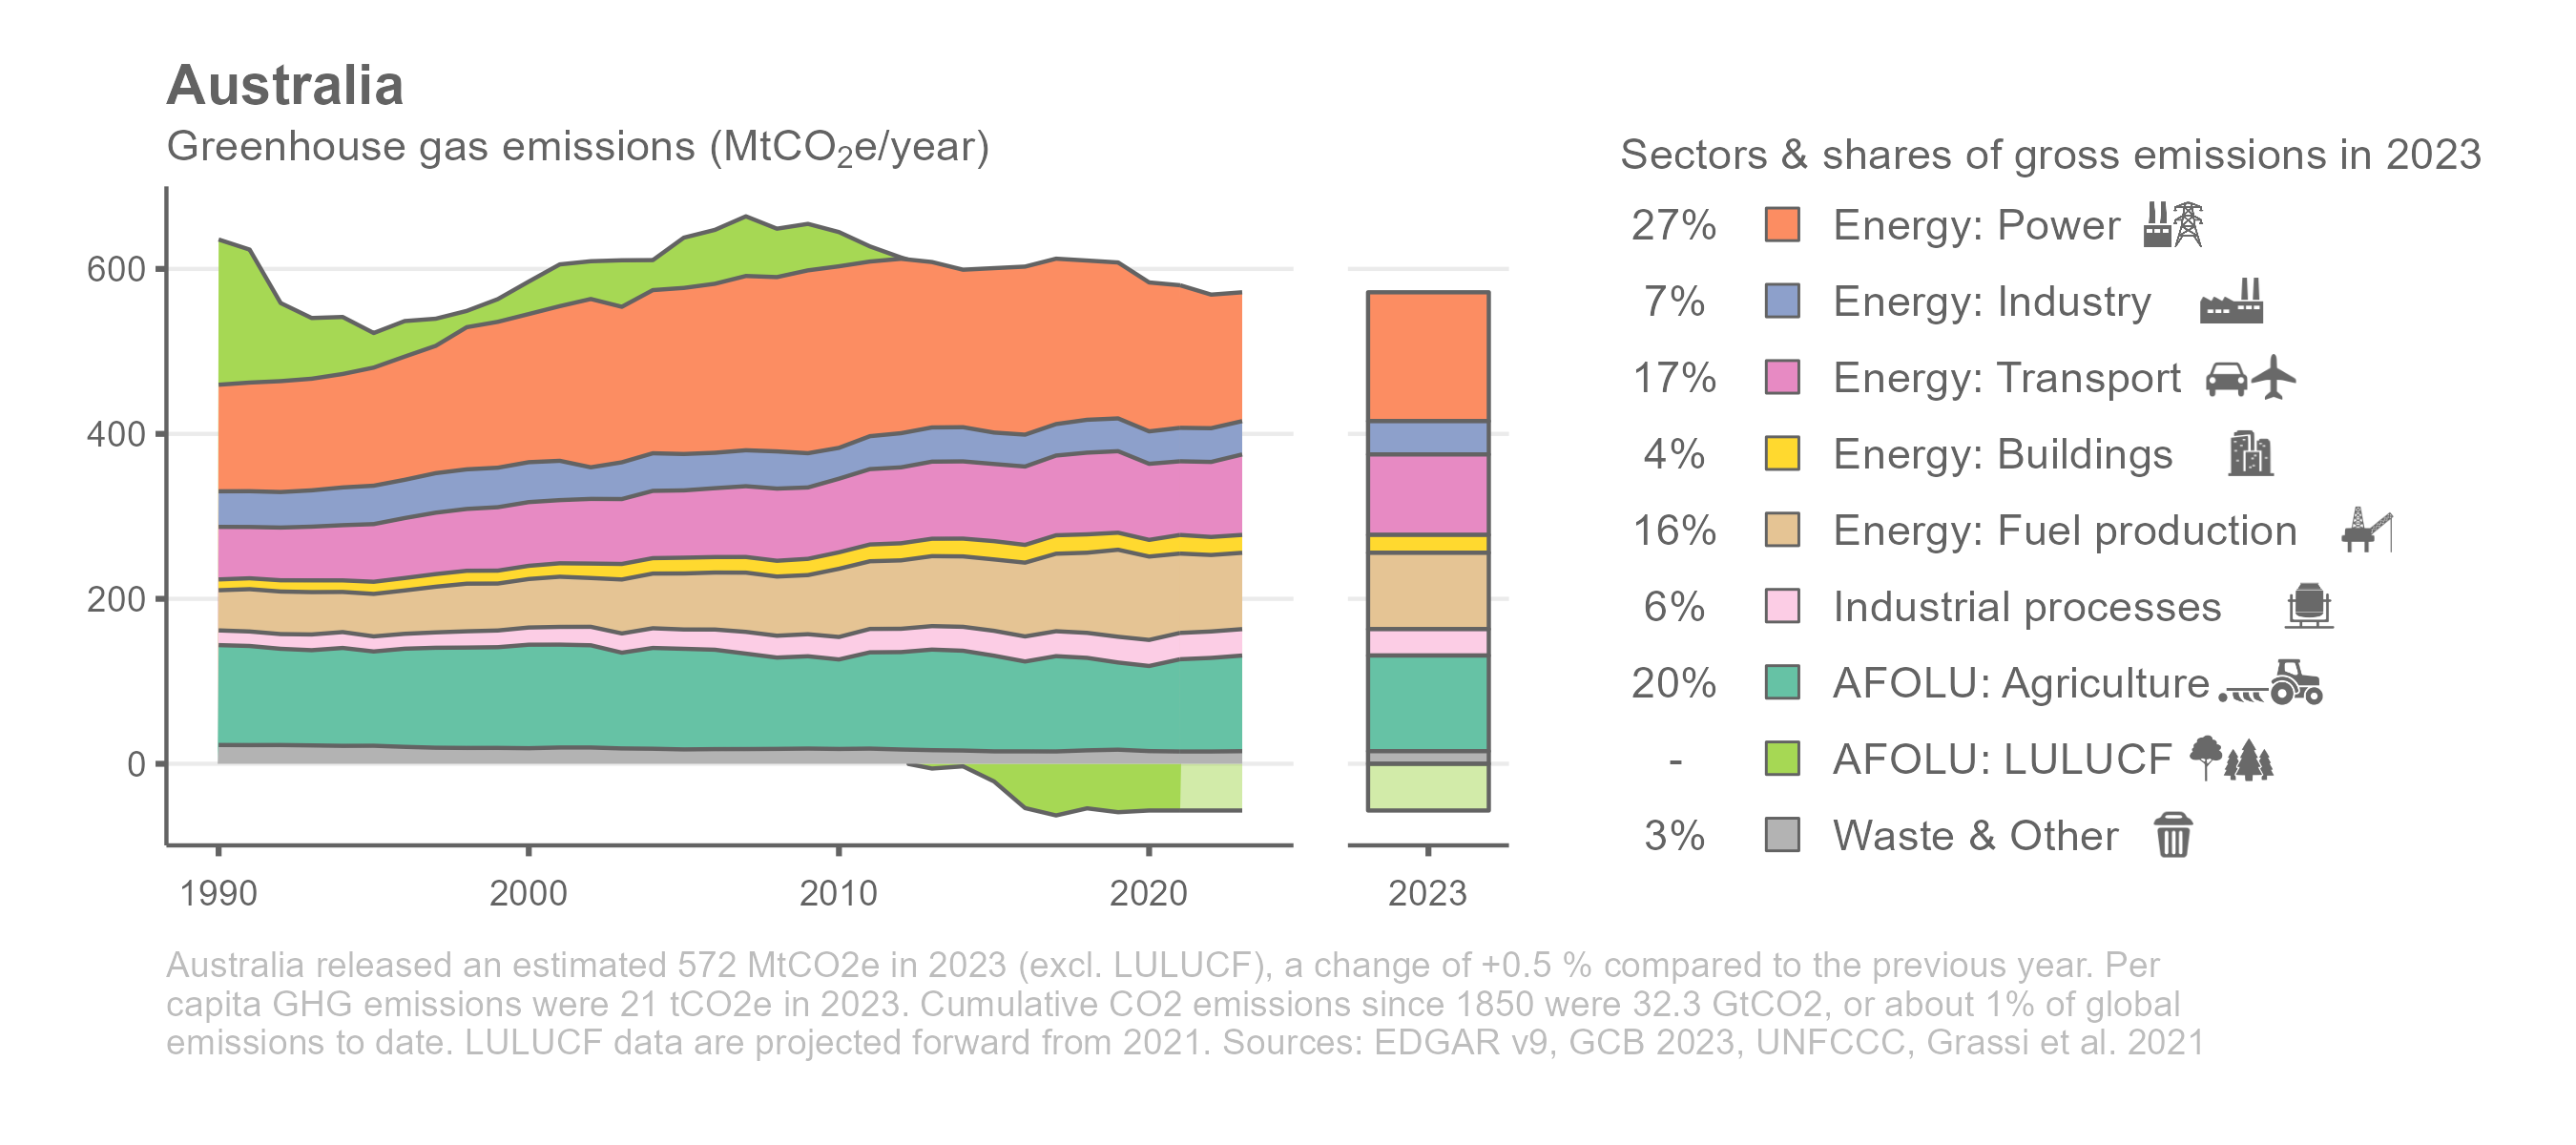 Australia
Greenhouse gas emissions (MtCO₂e/year)
600
400
200
0
1990
2000
2010
2020
2023
Sectors & shares of gross emissions in 2023
27% Energy: Power
7% Energy: Industry
17% Energy: Transport
4% Energy: Buildings
16% Energy: Fuel production
6% Industrial processes
20% AFOLU: Agriculture
- AFOLU: LULUCF
3% Waste & Other
Australia released an estimated 572 MtCO2e in 2023 (excl. LULUCF), a change of +0.5 % compared to the previous year. Per
capita GHG emissions were 21 tCO2e in 2023. Cumulative CO2 emissions since 1850 were 32.3 GtCO2, or about 1% of global
emissions to date. LULUCF data are projected forward from 2021. Sources: EDGAR v9, GCB 2023, UNFCCC, Grassi et al. 2021